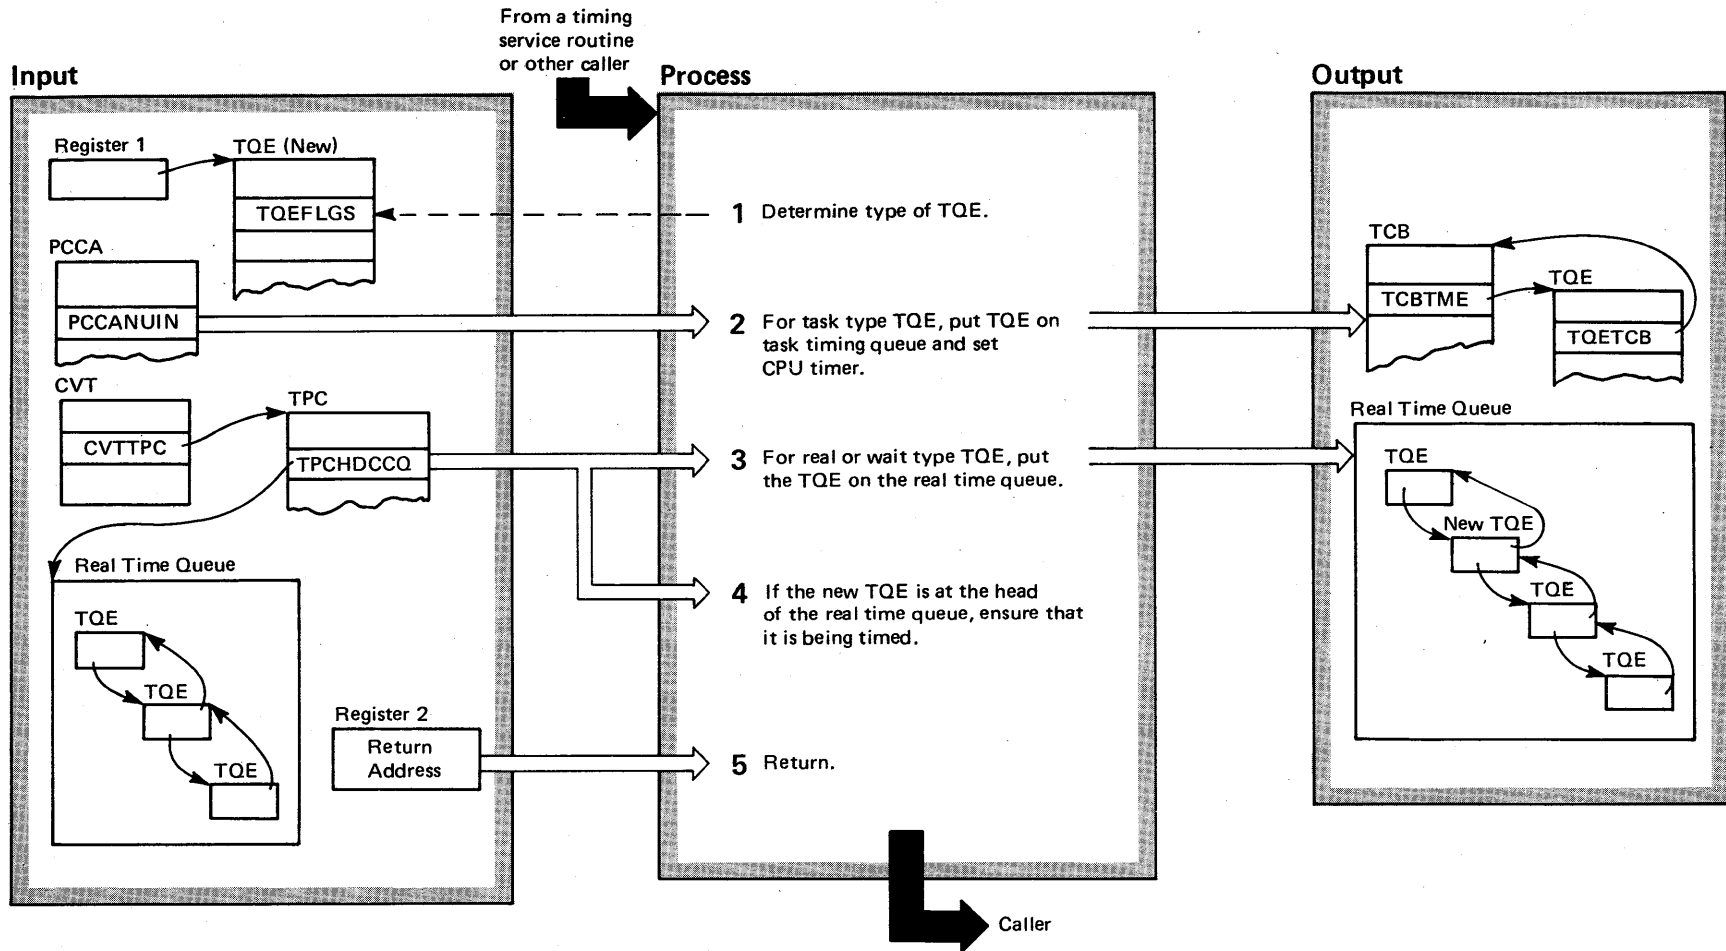 From a timing
service routine
or other caller
Input
Process
Output
Register 1
TQE (New)
TQEFLGS
PCCA
PCCANUIN
CVT
CVTTPC
TPC
TPCHDCCQ
Real Time Queue
TQE
TQE
TQE
Register 2
Return
Address
1 Determine type of TQE.
2 For task type TQE, put TQE on
task timing queue and set
CPU timer.
3 For real or wait type TQE, put
the TQE on the real time queue.
4 If the new TQE is at the head
of the real time queue, ensure that
it is being timed.
5 Return.
Caller
TCB
TCBTME
TQE
TQETCB
Real Time Queue
TQE
New TQE
TQE
TQE